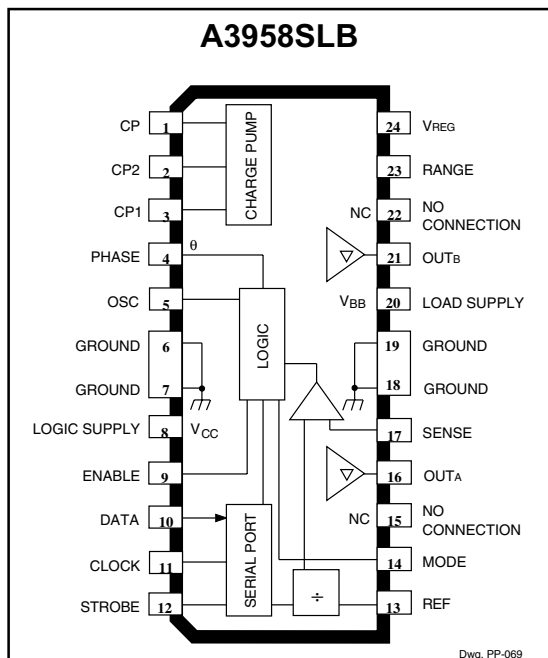 A3958SLB
CP 1
CP2 2
CP1 3
PHASE 4 θ
OSC 5
GROUND 6
GROUND 7
LOGIC SUPPLY 8 VCC
ENABLE 9
DATA 10
CLOCK 11
STROBE 12
CHARGE PUMP
LOGIC
SERIAL PORT
÷
24 VREG
23 RANGE
NC 22 NO
CONNECTION
21 OUTB
VBB 20 LOAD SUPPLY
19 GROUND
18 GROUND
17 SENSE
16 OUTA
NC 15 NO
CONNECTION
14 MODE
13 REF
Dwg. PP-069